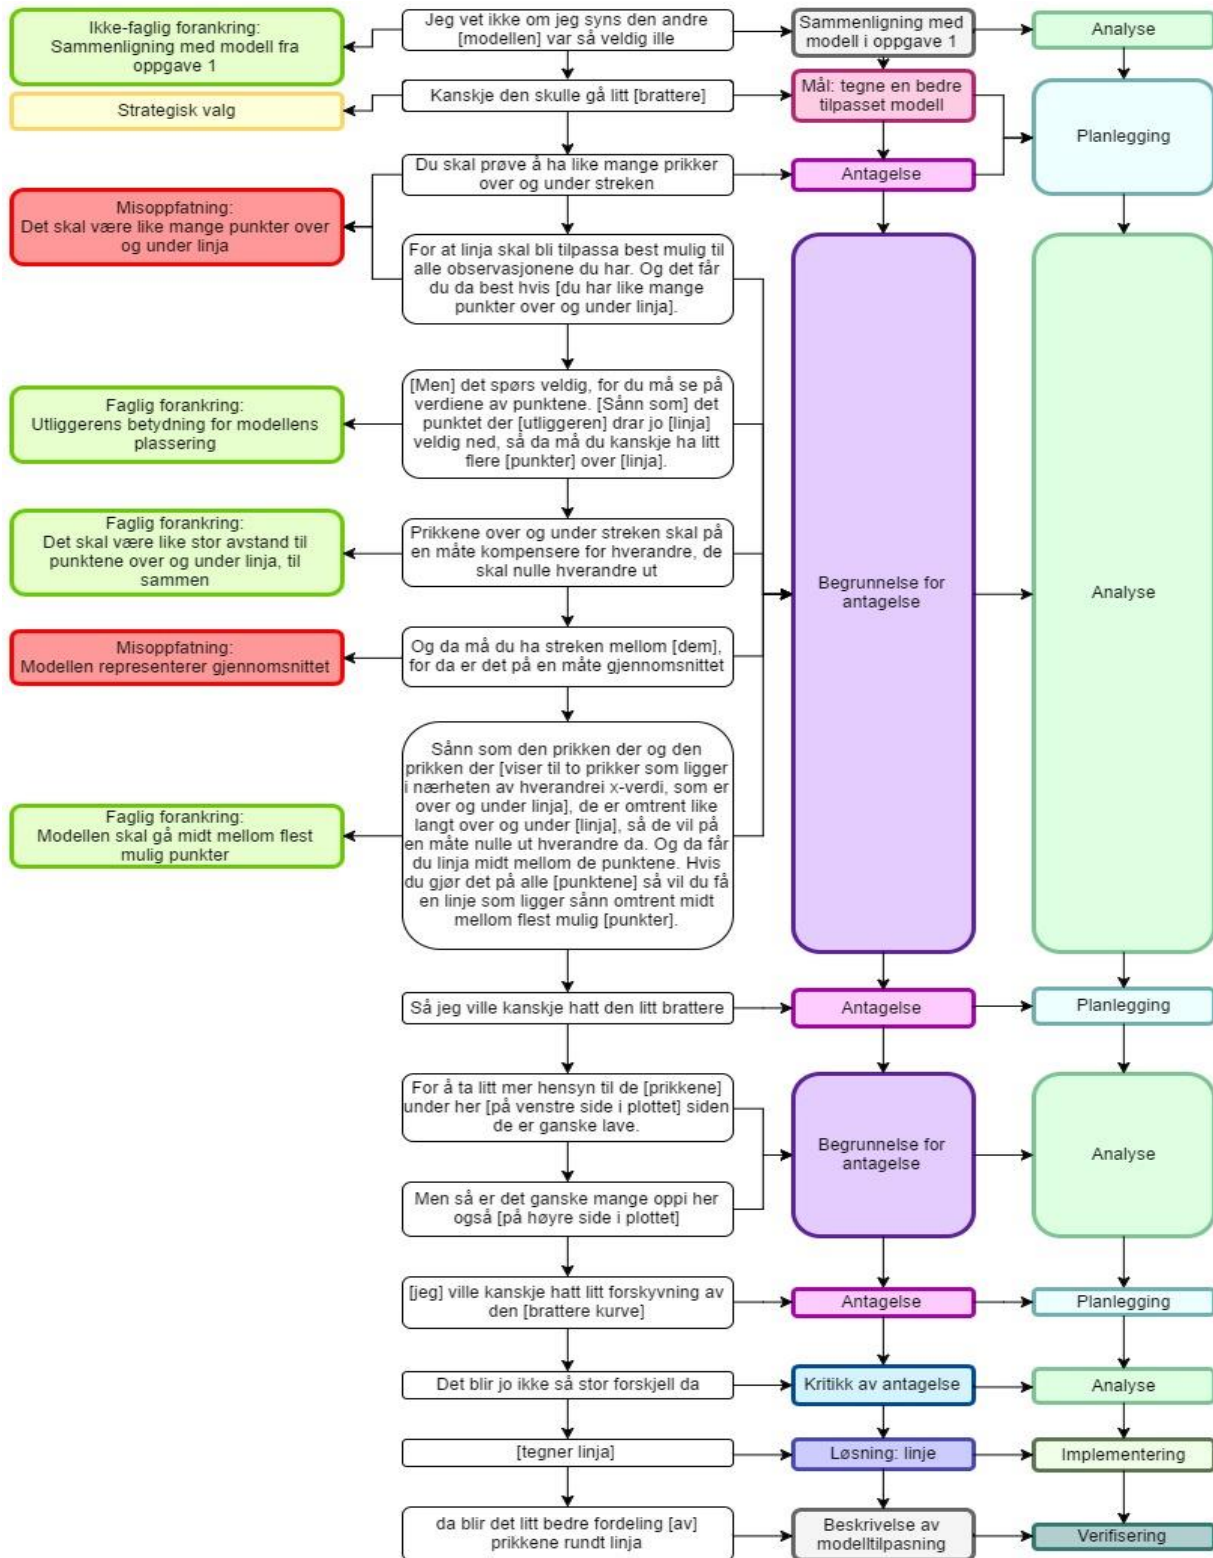 Ikke-faglig forankring:
Sammenligning med modell fra
oppgave 1
Jeg vet ikke om jeg syns den andre
[modellen] var så veldig ille
Sammenligning med
modell i oppgave 1
Analyse
Strategisk valg
Kanskje den skulle gå litt [brattere]
Mål: tegne en bedre
tilpasset modell
Planlegging
Du skal prøve å ha like mange prikker
over og under streken
Antagelse
Misoppfatning:
Det skal være like mange punkter over
og under linja
For at linja skal bli tilpassa best mulig til
alle observasjonene du har. Og det får
du da best hvis [du har like mange
punkter over og under linja].
Faglig forankring:
Utliggerens betydning for modellens
plassering
[Men] det spørs veldig, for du må se på
verdiene av punktene. [Sånn som] det
punktet der [utliggeren] drar jo [linja]
veldig ned, så da må du kanskje ha litt
flere [punkter] over [linja].
Faglig forankring:
Det skal være like stor avstand til
punktene over og under linja, til
sammen
Prikkene over og under streken skal på
en måte kompensere for hverandre, de
skal nulle hverandre ut
Begrunnelse for
antagelse
Analyse
Misoppfatning:
Modellen representerer gjennomsnittet
Og da må du ha streken mellom [dem],
for da er det på en måte gjennomsnittet
Faglig forankring:
Modellen skal gå midt mellom flest
mulig punkter
Sånn som den prikken der og den
prikken der [viser til to prikker som ligger
i nærheten av hverandrei x-verdi, som er
over og under linja], de er omtrent like
langt over og under [linja], så de vil på
en måte nulle ut hverandre da. Og da får
du linja midt mellom de punktene. Hvis
du gjør det på alle [punktene] så vil du få
en linje som ligger sånn omtrent midt
mellom flest mulig [punkter].
Så jeg ville kanskje hatt den litt brattere
Antagelse
Planlegging
For å ta litt mer hensyn til de [prikkene]
under her [på venstre side i plottet] siden
de er ganske lave.
Begrunnelse for
antagelse
Analyse
Men så er det ganske mange oppi her
også [på høyre side i plottet]
[jeg] ville kanskje hatt litt forskyvning av
den [brattere kurve]
Antagelse
Planlegging
Det blir jo ikke så stor forskjell da
Kritikk av antagelse
Analyse
[tegner linja]
Løsning: linje
Implementering
da blir det litt bedre fordeling [av]
prikkene rundt linja
Beskrivelse av
modelltilpasning
Verifisering